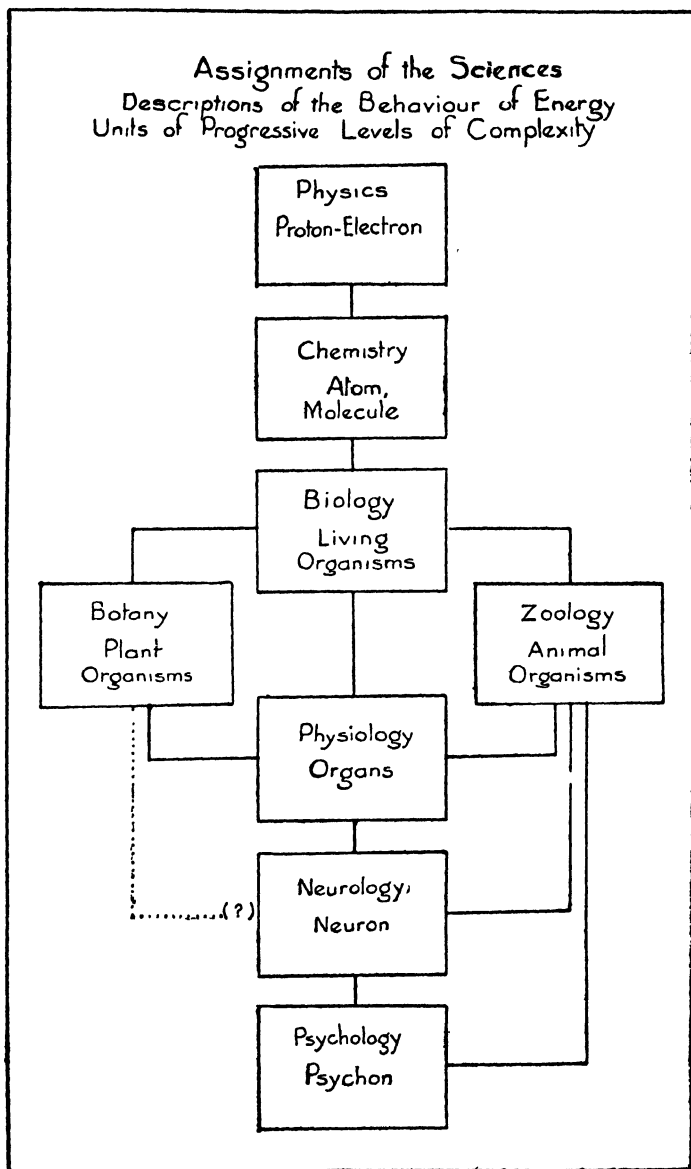 Assignments of the Sciences
Descriptions of the Behaviour of Energy
Units of Progressive Levels of Complexity
Physics
Proton-Electron
Chemistry
Atom,
Molecule
Biology
Living
Organisms
Botany
Plant
Organisms
Zoology
Animal
Organisms
Physiology
Organs
Neurology,
Neuron
(?)
Psychology
Psychon